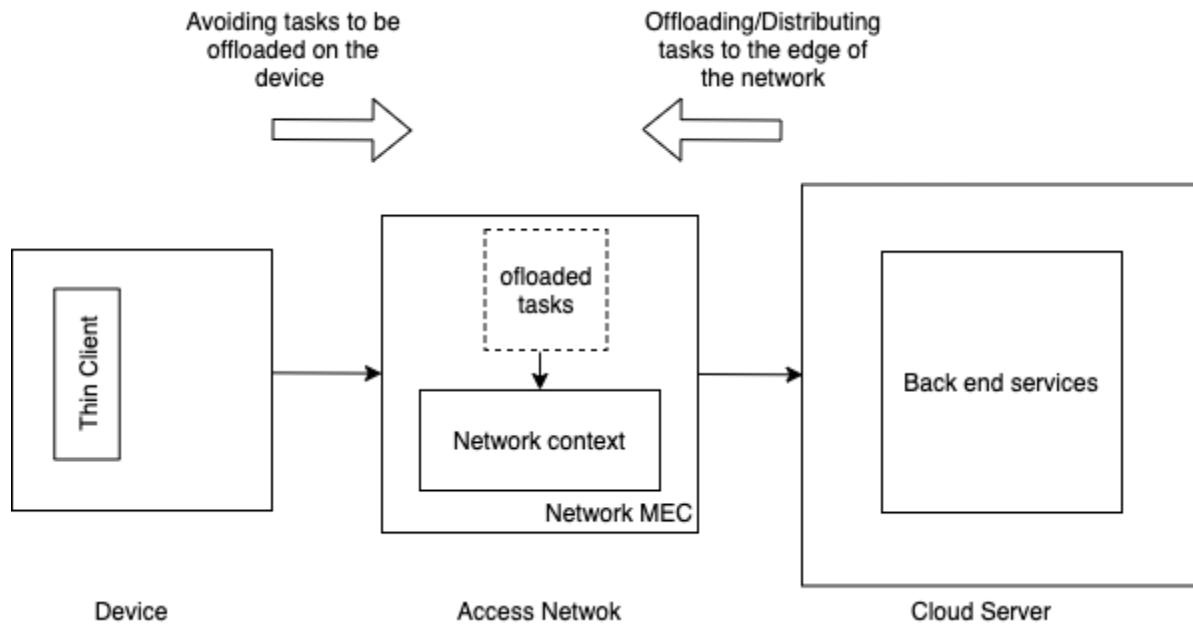 Avoiding tasks to be
offloaded on the
device
Offloading/Distributing
tasks to the edge of
the network
Thin Client
ofloaded
tasks
Network context
Network MEC
Back end services
Device
Access Netwok
Cloud Server